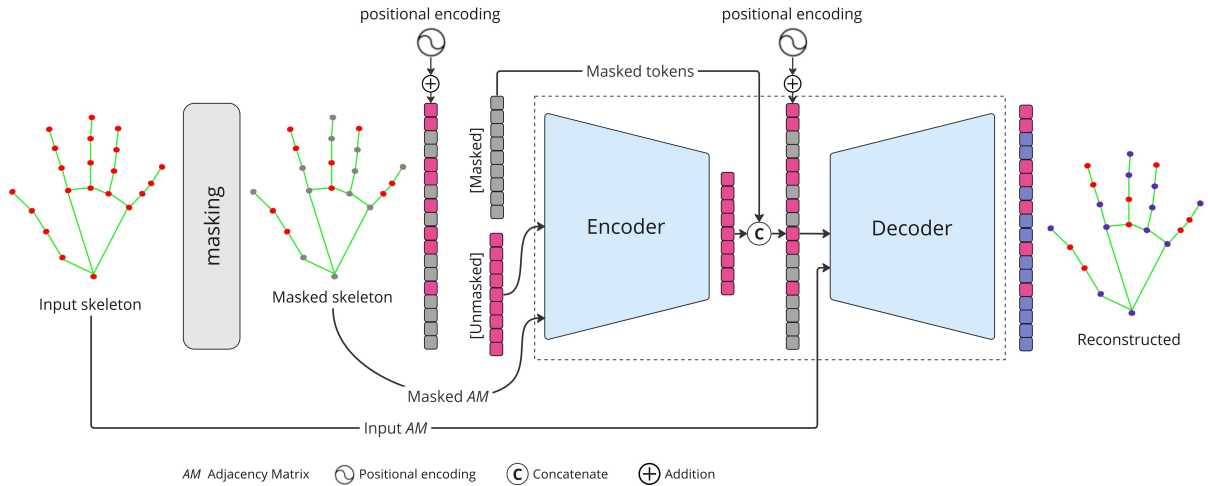 positional encoding
positional encoding
Masked tokens
masking
[Masked]
[Unmasked]
Encoder
C
Decoder
Input skeleton
Masked skeleton
Reconstructed
Masked AM
Input AM
AM Adjacency Matrix
Positional encoding
C Concatenate
Addition